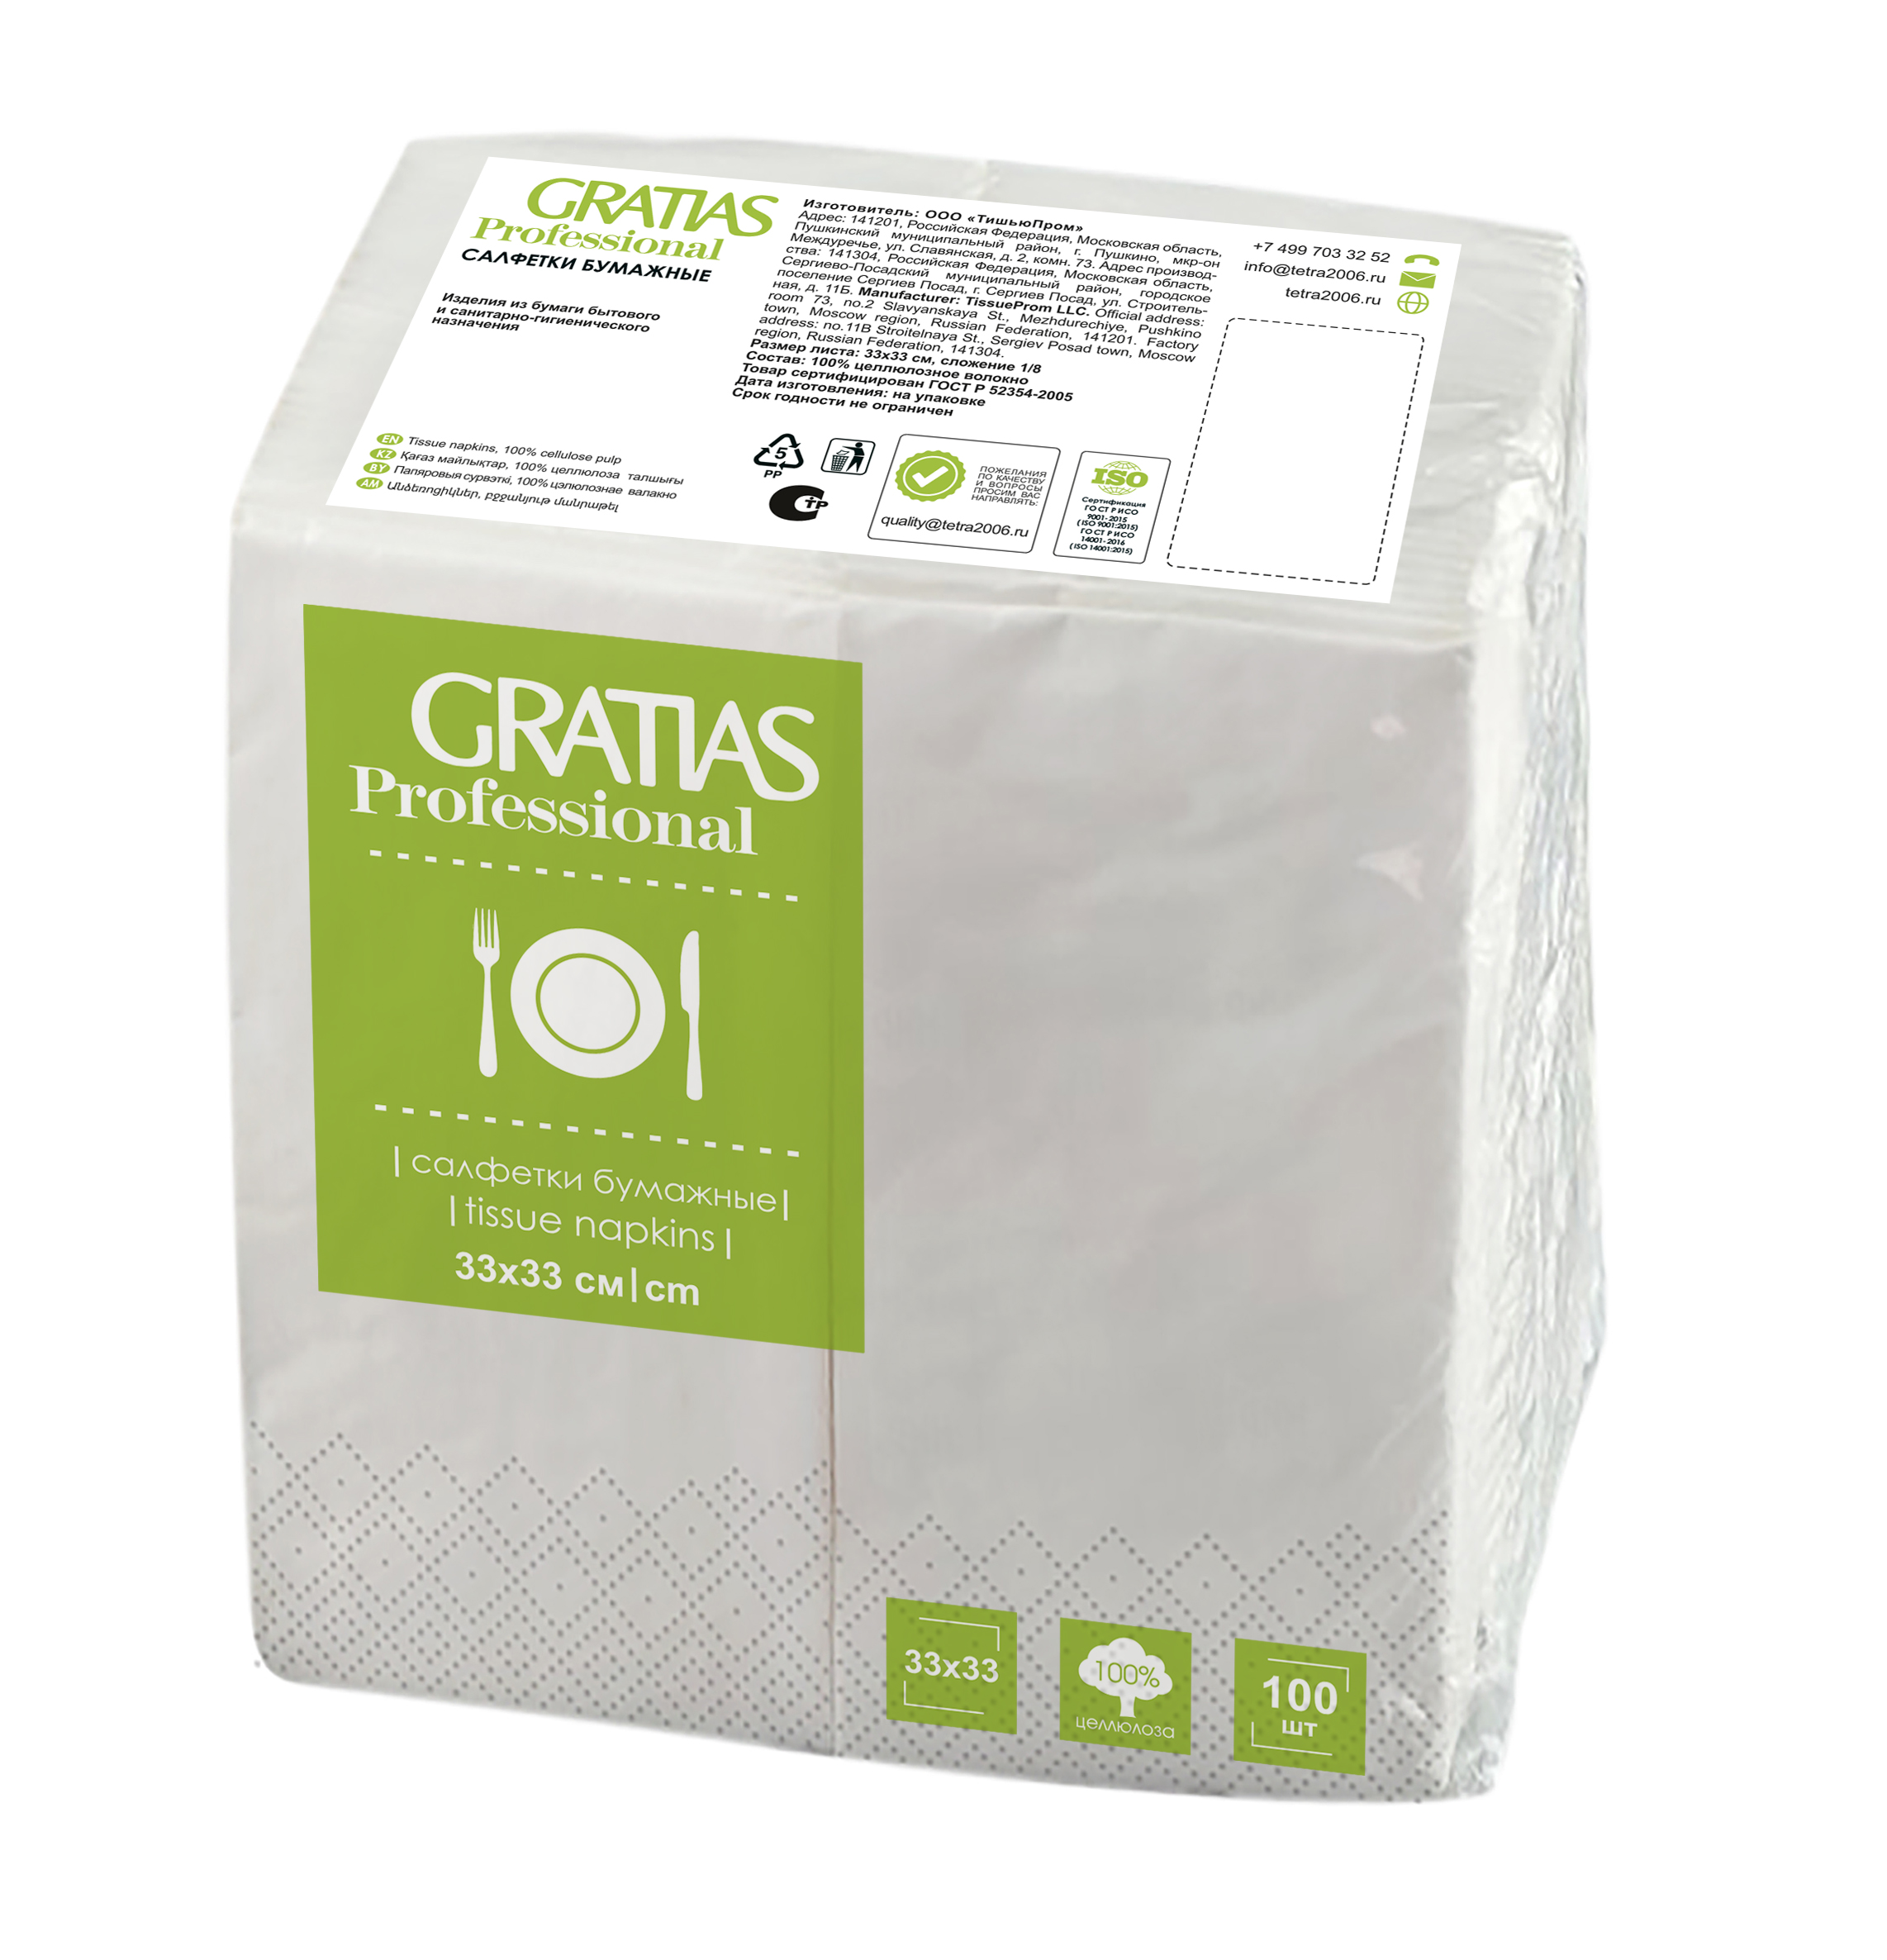 GRATIAS
Professional
САЛФЕТКИ БУМАЖНЫЕ
Изделия из бумаги бытового
и санитарно-гигиенического
назначения
EN Tissue napkins, 100% cellulose pulp
KZ Қағаз майлықтар, 100% целлюлоза талшығы
BY Папяровыя сурвэткі, 100% цэлюлознае валакно
AM Անձեռոցիկներ, բջջանյութ մանրաթել
Изготовитель: ООО «ТишьюПром»
Адрес: 141201, Российская Федерация, Московская область,
Пушкинский муниципальный район, г. Пушкино, мкр-он
Междуречье, ул. Славянская, д. 2, комн. 73. Адрес производ-
ства: 141304, Российская Федерация, Московская область,
Сергиево-Посадский муниципальный район, городское
поселение Сергиев Посад, г. Сергиев Посад, ул. Строитель-
ная, д. 11Б. Manufacturer: TissueProm LLC. Official address:
room 73, no.2 Slavyanskaya St., Mezhdurechiye, Pushkino
town, Moscow region, Russian Federation, 141201. Factory
address: no.11B Stroitelnaya St., Sergiev Posad town, Moscow
region, Russian Federation, 141304.
Размер листа: 33х33 см, сложение 1/8
Состав: 100% целлюлозное волокно
Товар сертифицирован ГОСТ Р 52354-2005
Дата изготовления: на упаковке
Срок годности не ограничен
+7 499 703 32 52
info@tetra2006.ru
tetra2006.ru
5
PP
СТР
ПОЖЕЛАНИЯ
ПО КАЧЕСТВУ
И ВОПРОСЫ
ПРОСИМ ВАС
НАПРАВЛЯТЬ:
quality@tetra2006.ru
ISO
Сертификация
ГОСТ Р ИСО
9001-2015
(ISO 9001:2015)
ГОСТ Р ИСО
14001-2016
(ISO 14001:2015)
GRATIAS
Professional
|салфетки бумажные|
|tissue napkins|
33x33 см|cm
33x33
100%
целлюлоза
100
шт